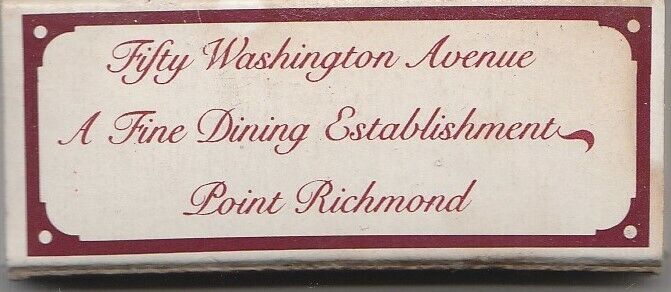 Fifty Washington Avenue
A Fine Dining Establishment
Point Richmond